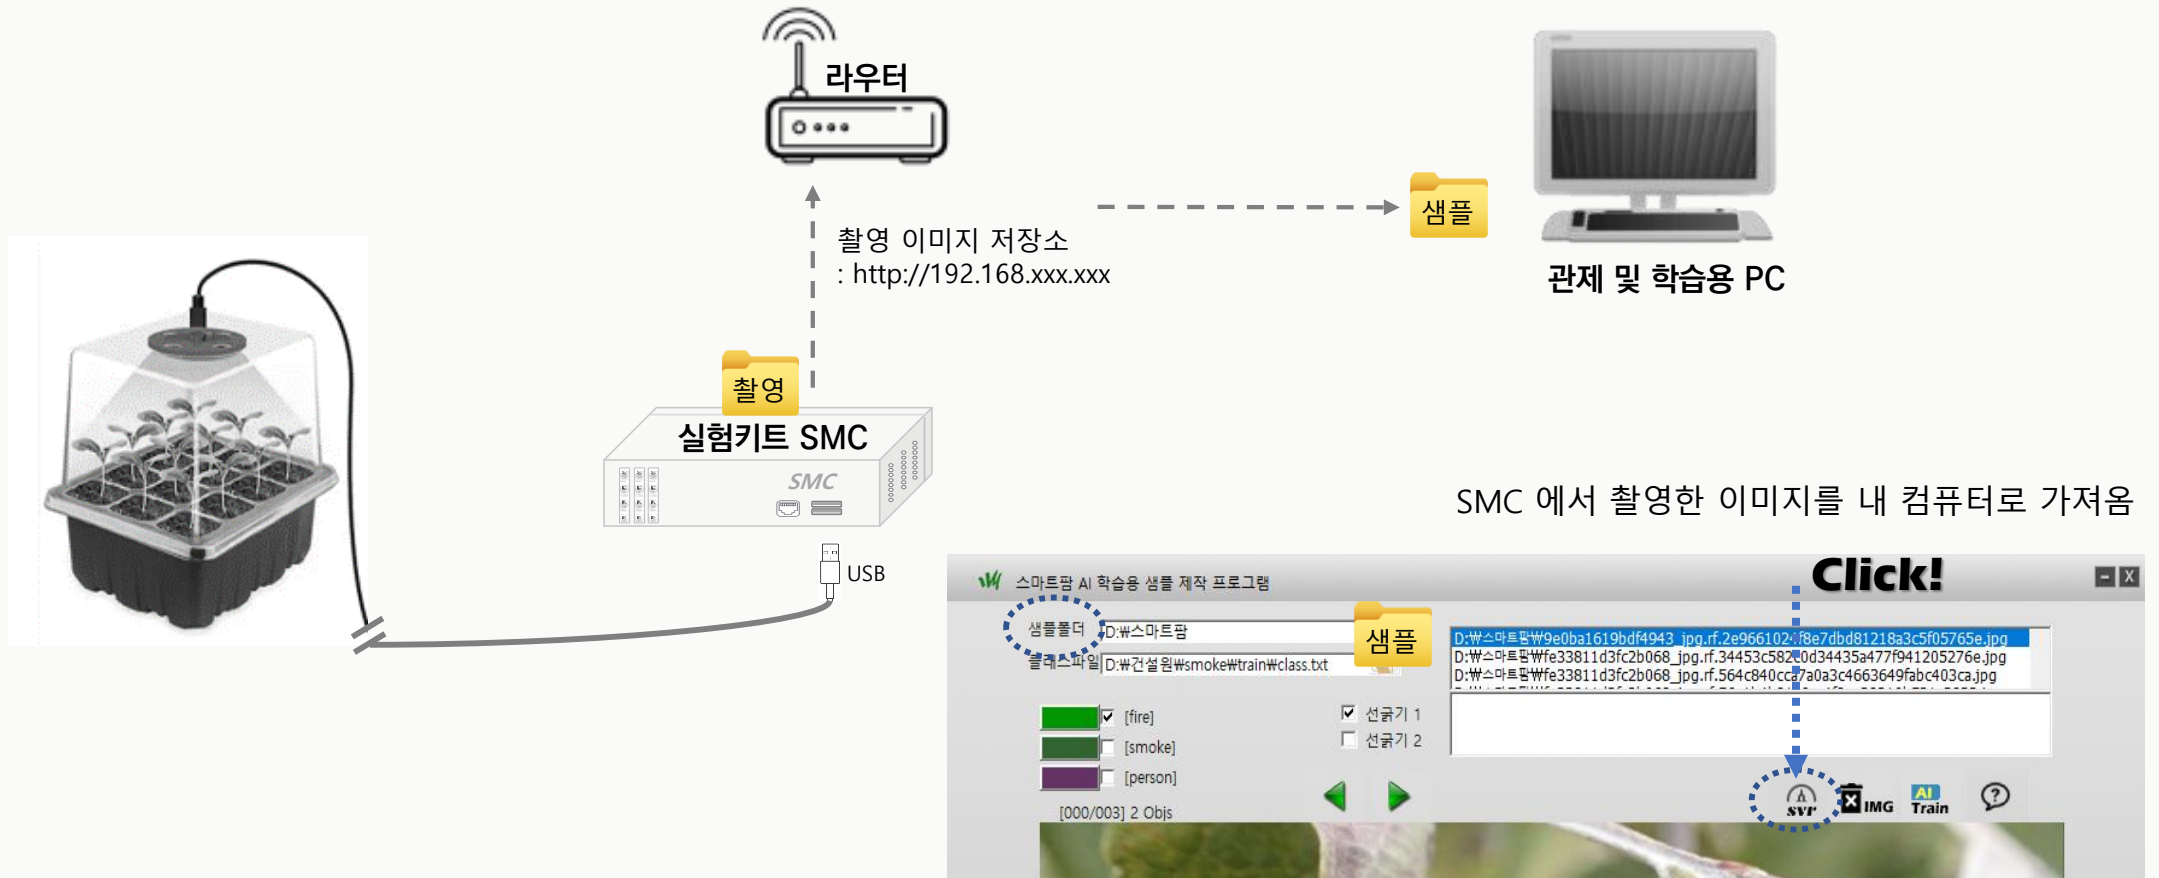 라우터
촬영 이미지 저장소
: http://192.168.xxx.xxx
샘플
관제 및 학습용 PC
촬영
실험키트 SMC
SMC
USB
SMC 에서 촬영한 이미지를 내 컴퓨터로 가져옴
Click!
스마트팜 AI 학습용 샘플 제작 프로그램
샘플폴더 D:₩스마트팜
샘플
클래스파일 D:₩건설원₩smoke₩train₩class.txt
D:₩스마트팜₩9e0ba1619bdf4943_jpg.rf.2e9661024f8e7dbd81218a3c5f05765e.jpg
D:₩스마트팜₩fe33811d3fc2b068_jpg.rf.34453c582c0d34435a477f941205276e.jpg
D:₩스마트팜₩fe33811d3fc2b068_jpg.rf.564c840cca7a0a3c4663649fabc403ca.jpg
[fire]
[smoke]
[person]
선굵기 1
선굵기 2
[000/003] 2 Objs
svr
IMG
AI
Train
?